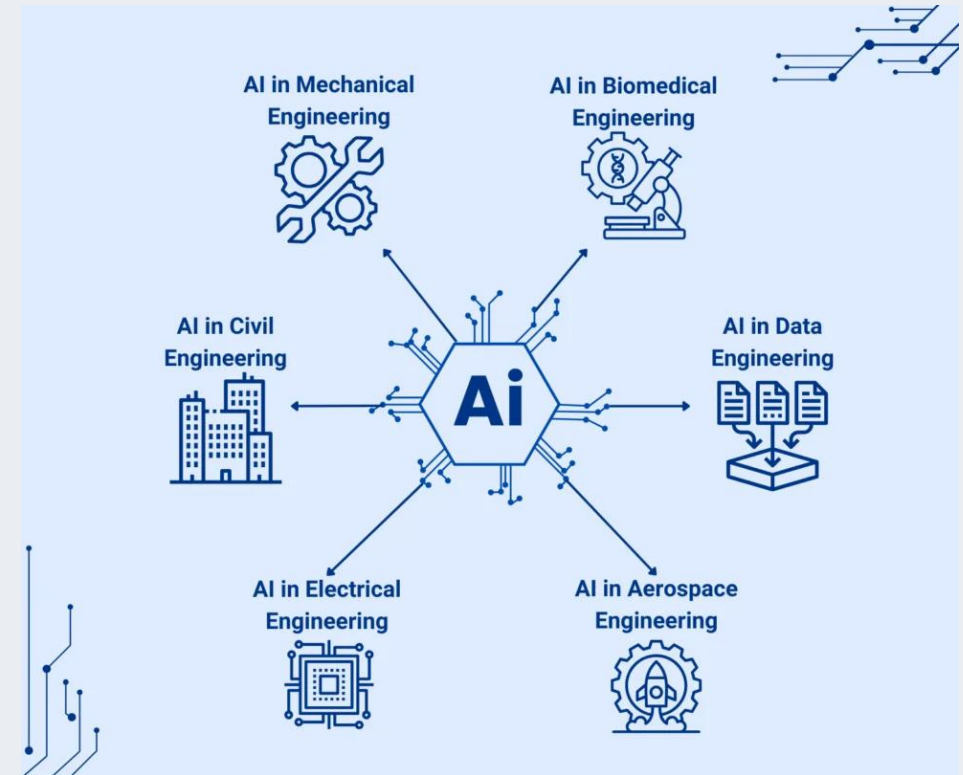 AI in Mechanical
Engineering
AI in Biomedical
Engineering
AI in Civil
Engineering
Ai
AI in Data
Engineering
AI in Electrical
Engineering
AI in Aerospace
Engineering